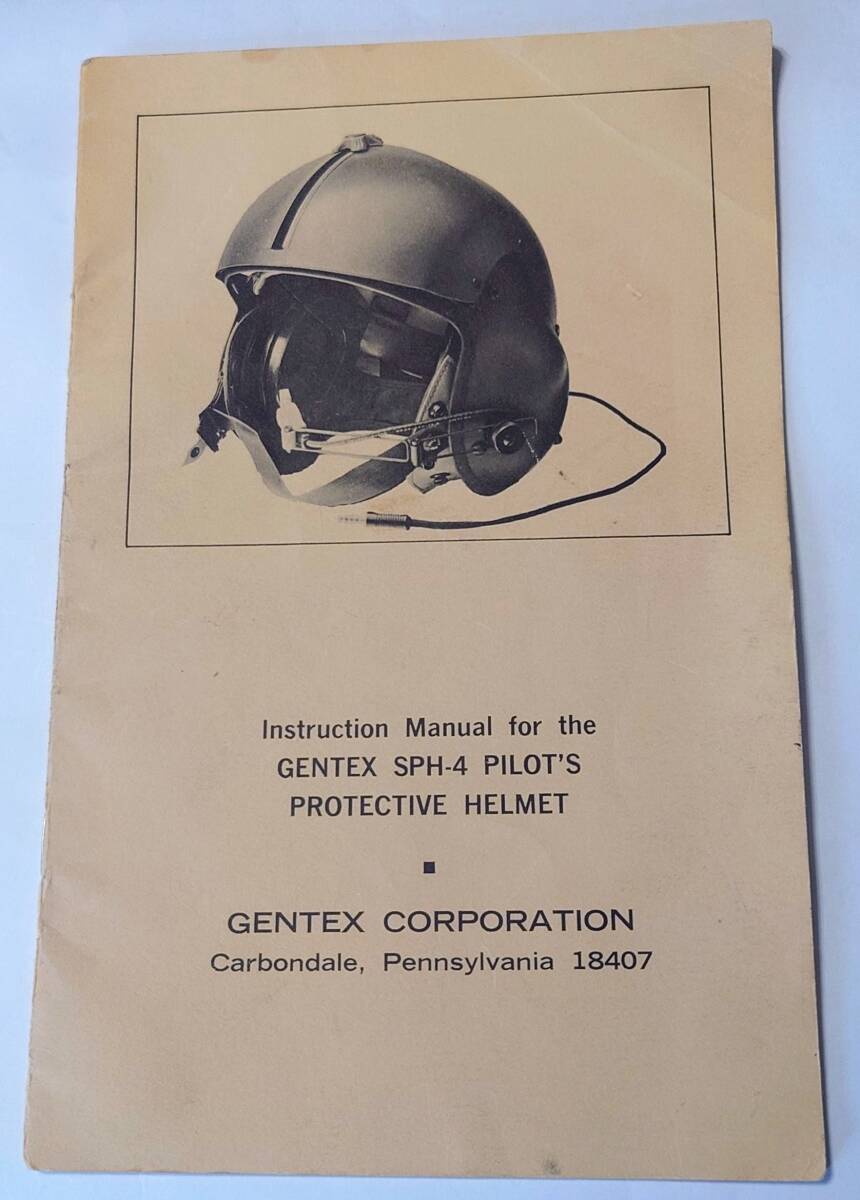 Instruction Manual for the
GENTEX SPH-4 PILOT'S
PROTECTIVE HELMET
GENTEX CORPORATION
Carbondale, Pennsylvania 18407